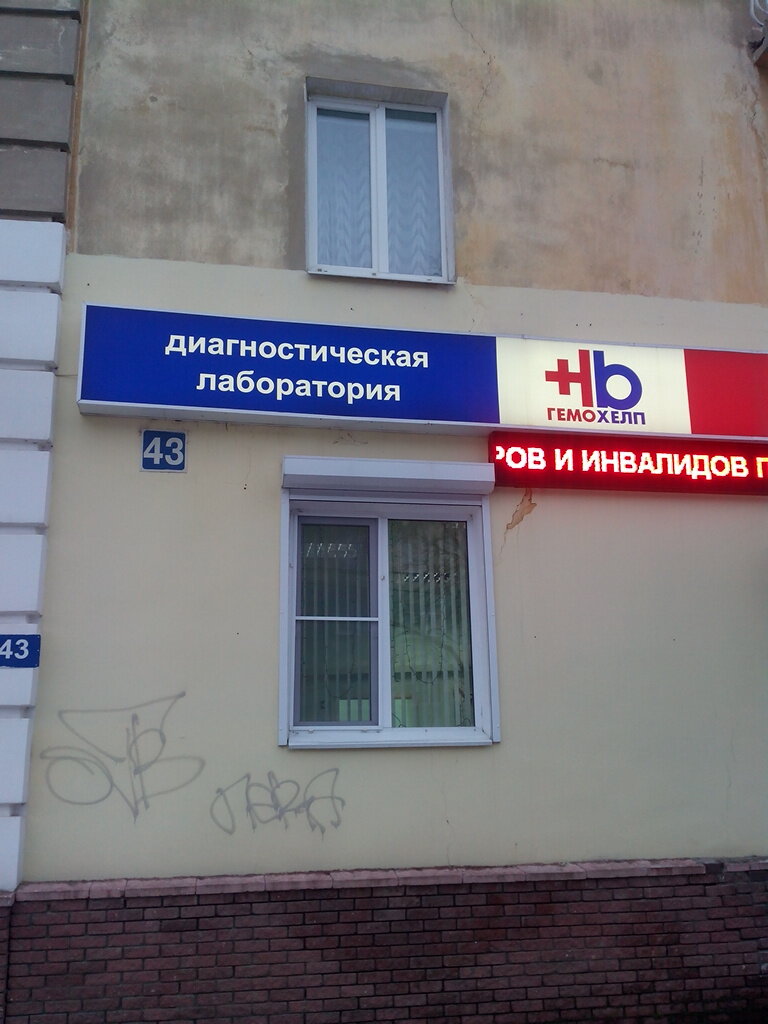 диагностическая
лаборатория
Hb
ГЕМОХЕЛП
43
РОВ И ИНВАЛИДОВ П
43